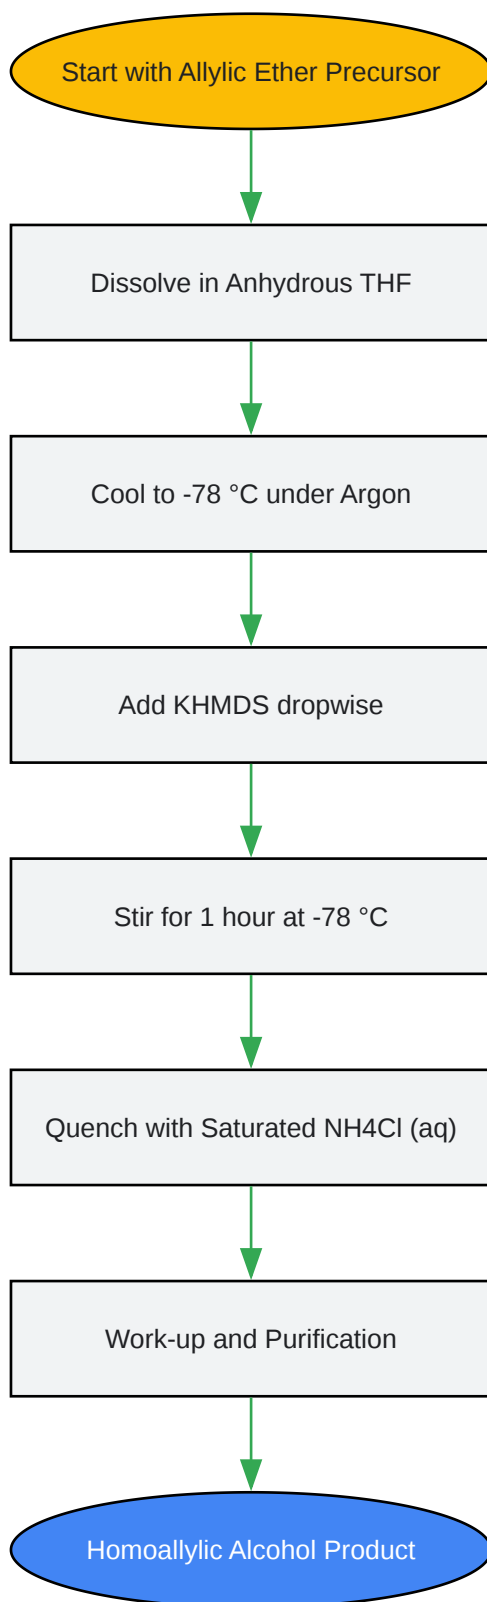 Start with Allylic Ether Precursor
Dissolve in Anhydrous THF
Cool to -78 °C under Argon
Add KHMDS dropwise
Stir for 1 hour at -78 °C
Quench with Saturated NH4Cl (aq)
Work-up and Purification
Homoallylic Alcohol Product